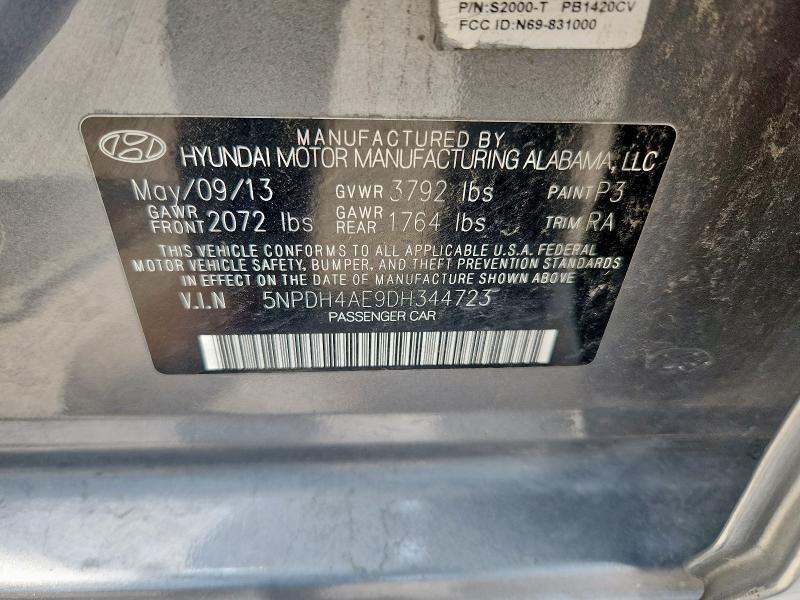 P/N:S2000-T PB1420CV
FCC ID:N69-831000
MANUFACTURED BY
HYUNDAI MOTOR MANUFACTURING ALABAMA, LLC
May/09/13 GVWR 3792 lbs PAINT P3
GAWR FRONT 2072 lbs GAWR REAR 1764 lbs TRIM RA
THIS VEHICLE CONFORMS TO ALL APPLICABLE U.S.A. FEDERAL
MOTOR VEHICLE SAFETY, BUMPER, AND THEFT PREVENTION STANDARDS
IN EFFECT ON THE DATE OF MANUFACTURE SHOWN ABOVE.
V.I.N 5NPDH4AE9DH344723
PASSENGER CAR